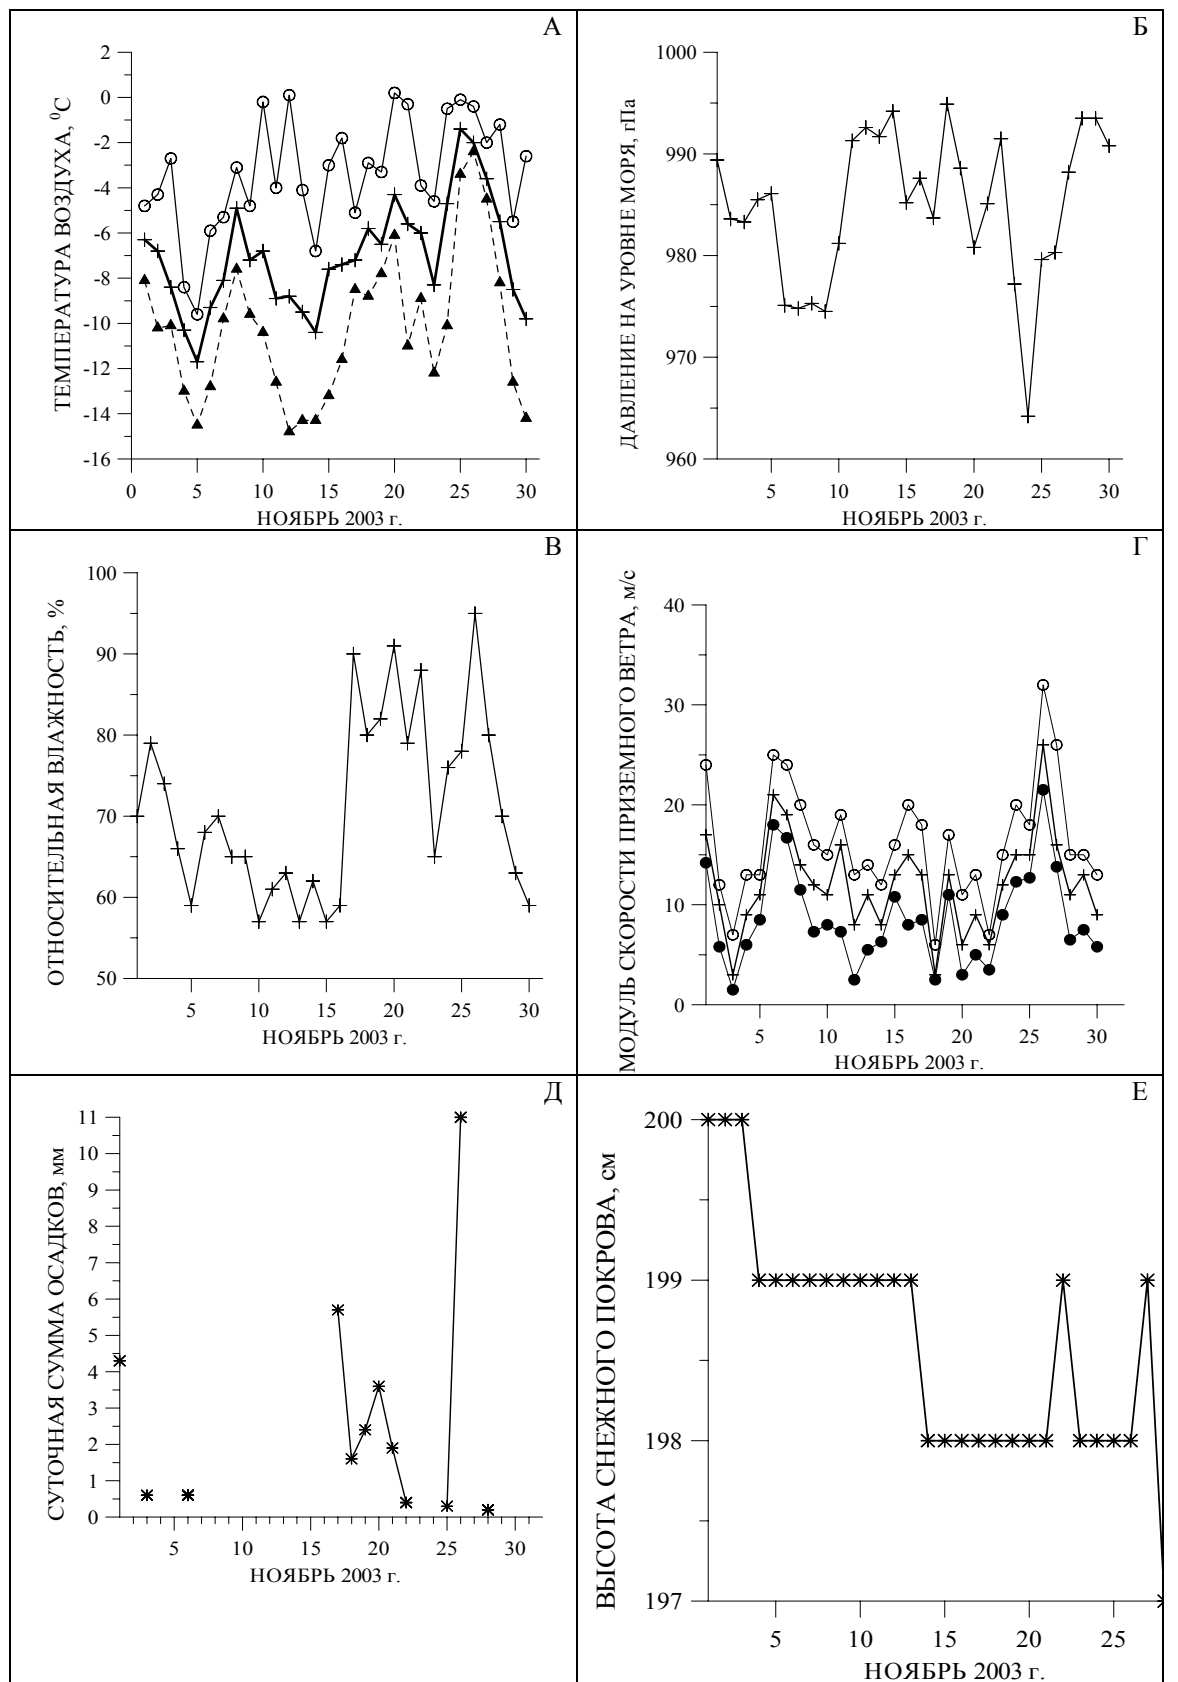 А
ТЕМПЕРАТУРА ВОЗДУХА, ⁰С
2
0
-2
-4
-6
-8
-10
-12
-14
-16
0 5 10 15 20 25 30
НОЯБРЬ 2003 г.
Б
ДАВЛЕНИЕ НА УРОВНЕ МОРЯ, гПа
1000
990
980
970
960
5 10 15 20 25 30
НОЯБРЬ 2003 г.
В
ОТНОСИТЕЛЬНАЯ ВЛАЖНОСТЬ, %
100
90
80
70
60
50
5 10 15 20 25 30
НОЯБРЬ 2003 г.
Г
МОДУЛЬ СКОРОСТИ ПРИЗЕМНОГО ВЕТРА, м/с
40
30
20
10
0
5 10 15 20 25 30
НОЯБРЬ 2003 г.
Д
СУТОЧНАЯ СУММА ОСАДКОВ, мм
11
10
9
8
7
6
5
4
3
2
1
0
5 10 15 20 25 30
НОЯБРЬ 2003 г.
Е
ВЫСОТА СНЕЖНОГО ПОКРОВА, см
200
199
198
197
5 10 15 20 25
НОЯБРЬ 2003 г.